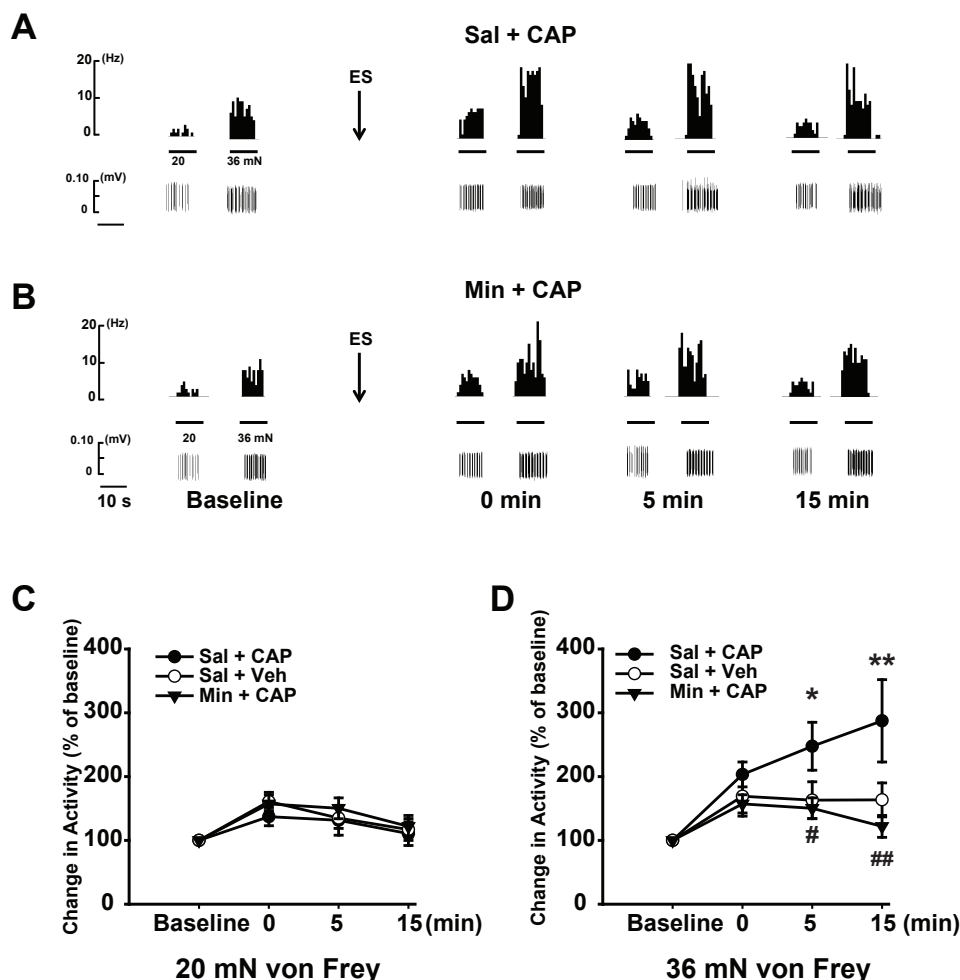 A
Sal + CAP
20 (Hz)
10
0
ES
20 36 mN
0.10 (mV)
0
B
Min + CAP
20 (Hz)
10
0
ES
20 36 mN
0.10 (mV)
0
10 s Baseline 0 min 5 min 15 min
C
Change in Activity (% of baseline)
400
300
200
100
0
Sal + CAP
Sal + Veh
Min + CAP
Baseline 0 5 15 (min)
20 mN von Frey
D
Change in Activity (% of baseline)
400
300
200
100
0
Sal + CAP
Sal + Veh
Min + CAP
* **
# ##
Baseline 0 5 15 (min)
36 mN von Frey